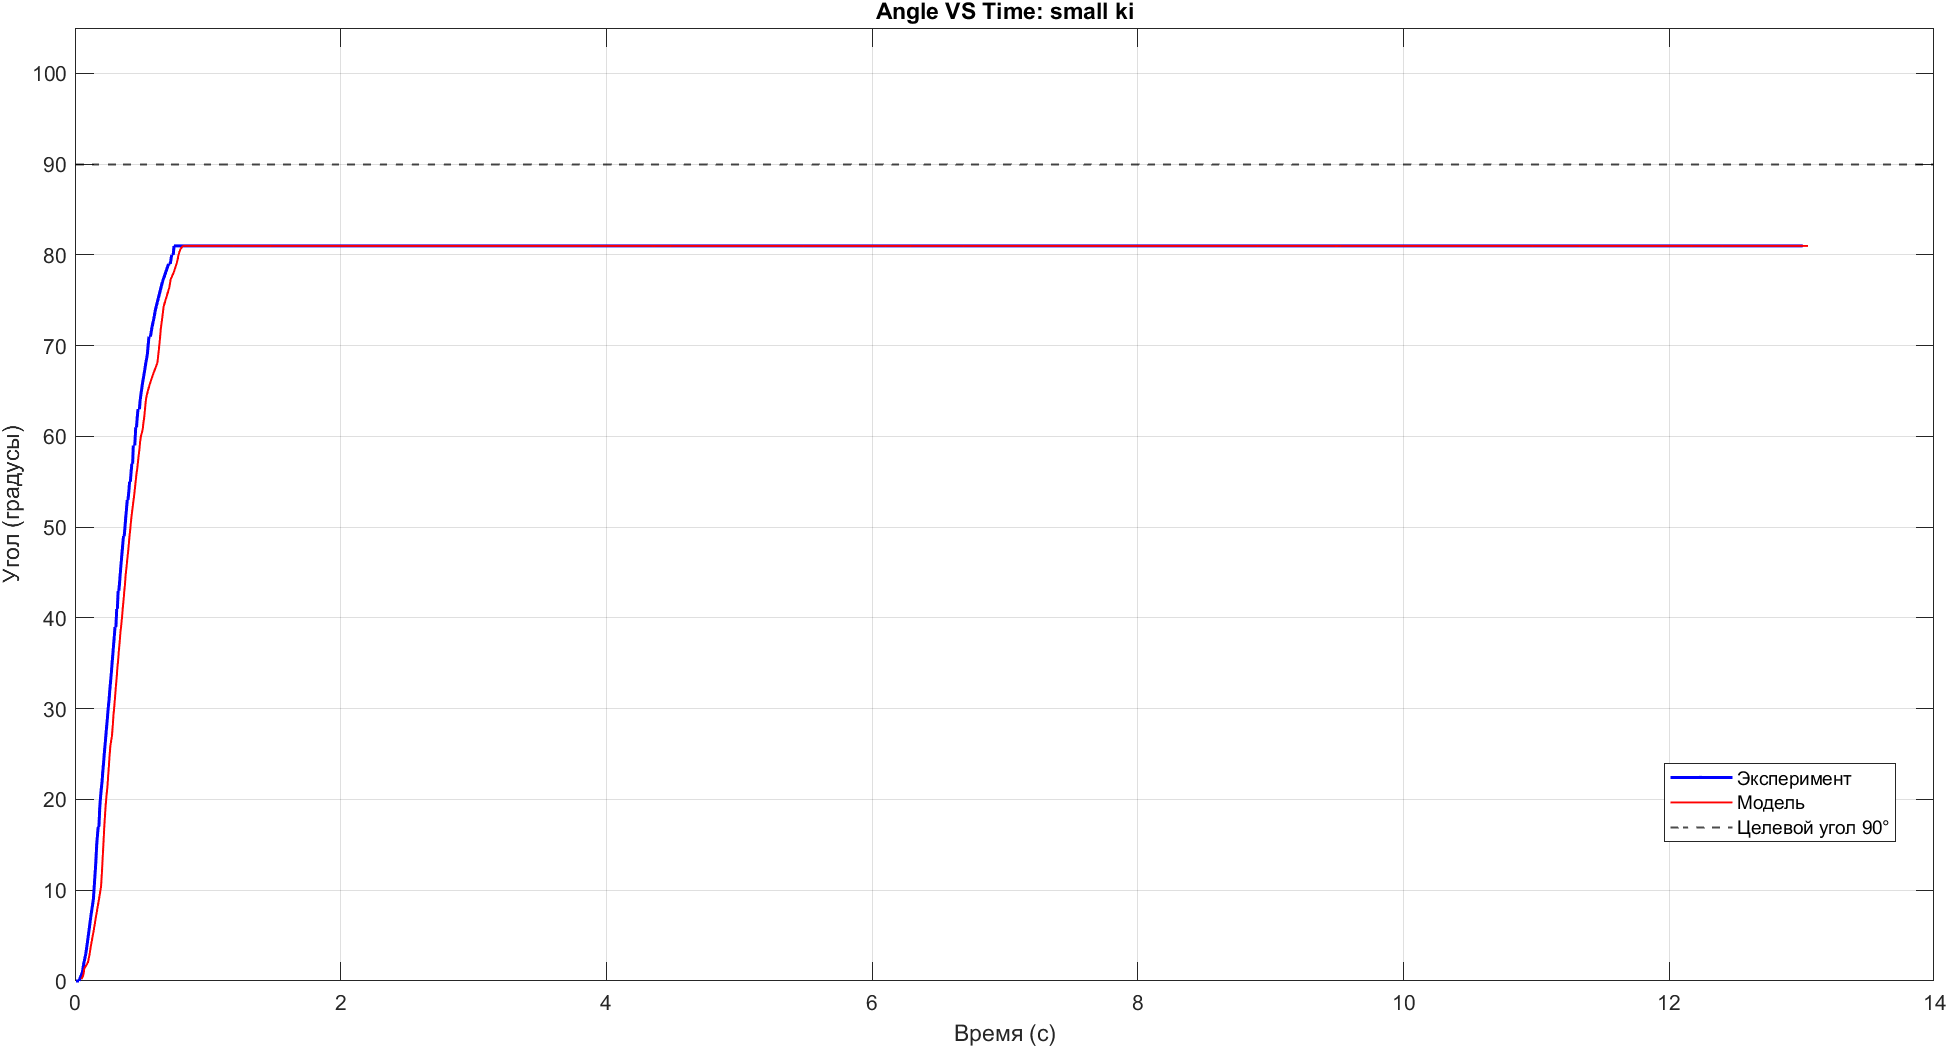 Angle VS Time: small ki
100
90
80
70
60
50
40
30
20
10
0
Угол (градусы)
0 2 4 6 8 10 12 14
Время (с)
Эксперимент
Модель
Целевой угол 90°